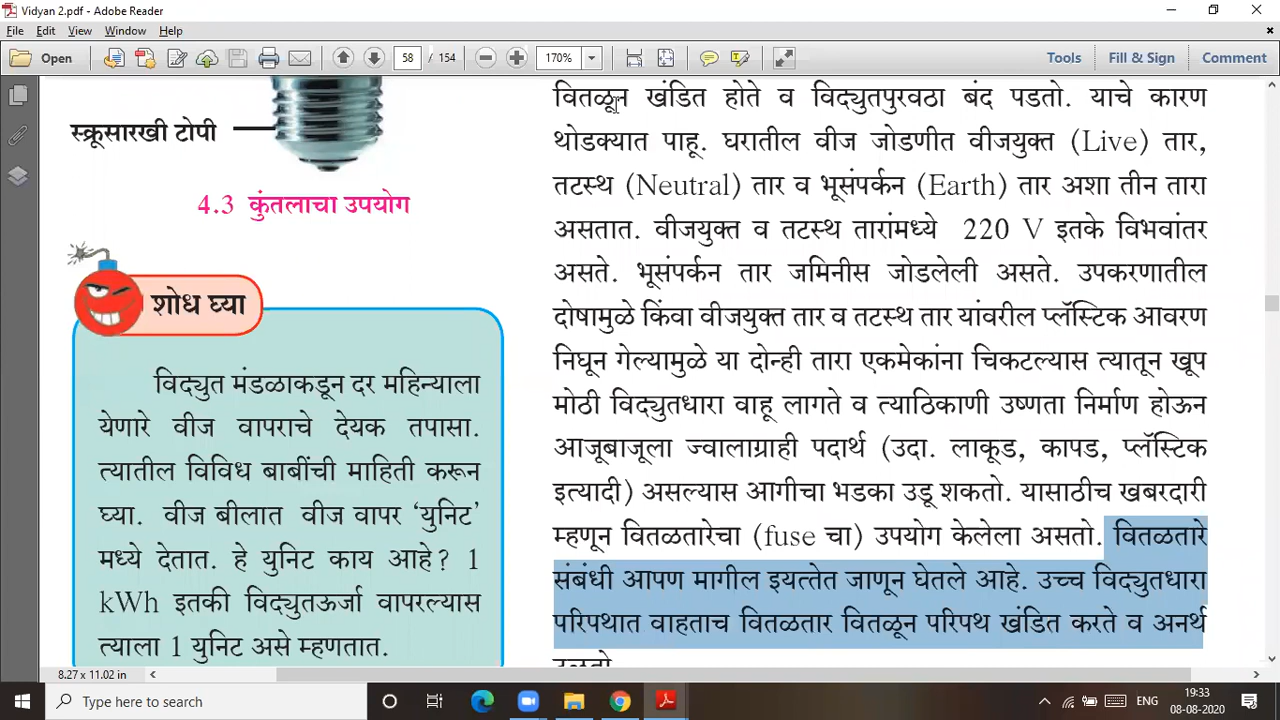 Vidyan 2.pdf - Adobe Reader
File Edit View Window Help
Open 58 / 154 170% Tools Fill & Sign Comment
स्क्रूसारखी टोपी
4.3 कुंतलाचा उपयोग
शोध घ्या
विद्युत मंडळाकडून दर महिन्याला
येणारे वीज वापराचे देयक तपासा.
त्यातील विविध बाबींची माहिती करून
घ्या. वीज बीलात वीज वापर ‘युनिट’
मध्ये देतात. हे युनिट काय आहे? 1
kWh इतकी विद्युतऊर्जा वापरल्यास
त्याला 1 युनिट असे म्हणतात.
वितळून खंडित होते व विद्युतपुरवठा बंद पडतो. याचे कारण
थोडक्यात पाहू. घरातील वीज जोडणीत वीजयुक्त (Live) तार,
तटस्थ (Neutral) तार व भूसंपर्कन (Earth) तार अशा तीन तारा
असतात. वीजयुक्त व तटस्थ तारांमध्ये 220 V इतके विभवांतर
असते. भूसंपर्कन तार जमिनीस जोडलेली असते. उपकरणातील
दोषामुळे किंवा वीजयुक्त तार व तटस्थ तार यांवरील प्लॅस्टिक आवरण
निघून गेल्यामुळे या दोन्ही तारा एकमेकांना चिकटल्यास त्यातून खूप
मोठी विद्युतधारा वाहू लागते व त्याठिकाणी उष्णता निर्माण होऊन
आजूबाजूला ज्वालाग्राही पदार्थ (उदा. लाकूड, कापड, प्लॅस्टिक
इत्यादी) असल्यास आगीचा भडका उडू शकतो. यासाठीच खबरदारी
म्हणून वितळतारेचा (fuse चा) उपयोग केलेला असतो. वितळतारे
संबंधी आपण मागील इयत्तेत जाणून घेतले आहे. उच्च विद्युतधारा
परिपथात वाहताच वितळतार वितळून परिपथ खंडित करते व अनर्थ
टळतो.
8.27 x 11.02 in
Type here to search
ENG
19:33
08-08-2020